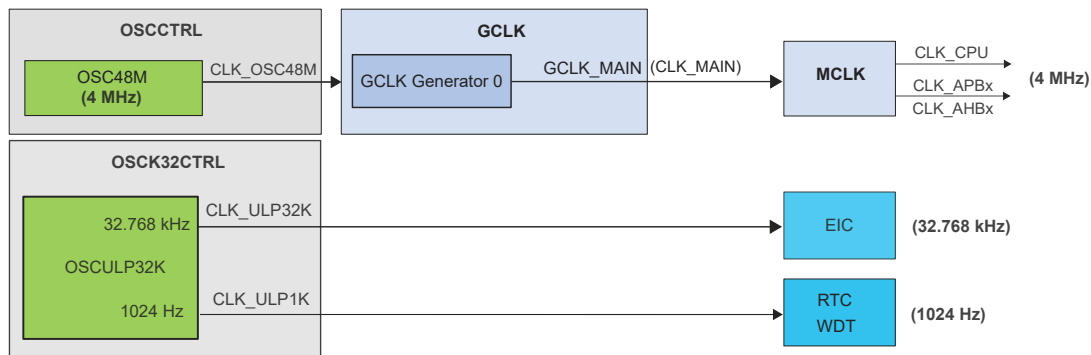 OSCCTRL
OSC48M
(4 MHz)
CLK_OSC48M
GCLK
GCLK Generator 0
GCLK_MAIN (CLK_MAIN)
MCLK
CLK_CPU
CLK_APBx
CLK_AHBx
(4 MHz)
OSCK32CTRL
32.768 kHz
OSCULP32K
1024 Hz
CLK_ULP32K
EIC
(32.768 kHz)
CLK_ULP1K
RTC
WDT
(1024 Hz)